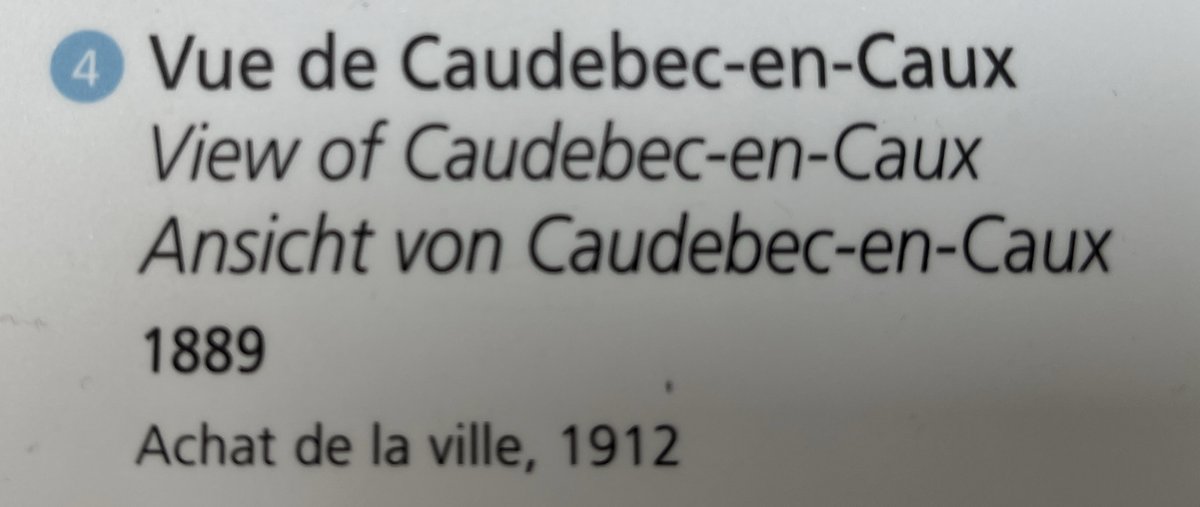 4 Vue de Caudebec-en-Caux
View of Caudebec-en-Caux
Ansicht von Caudebec-en-Caux
1889
Achat de la ville, 1912